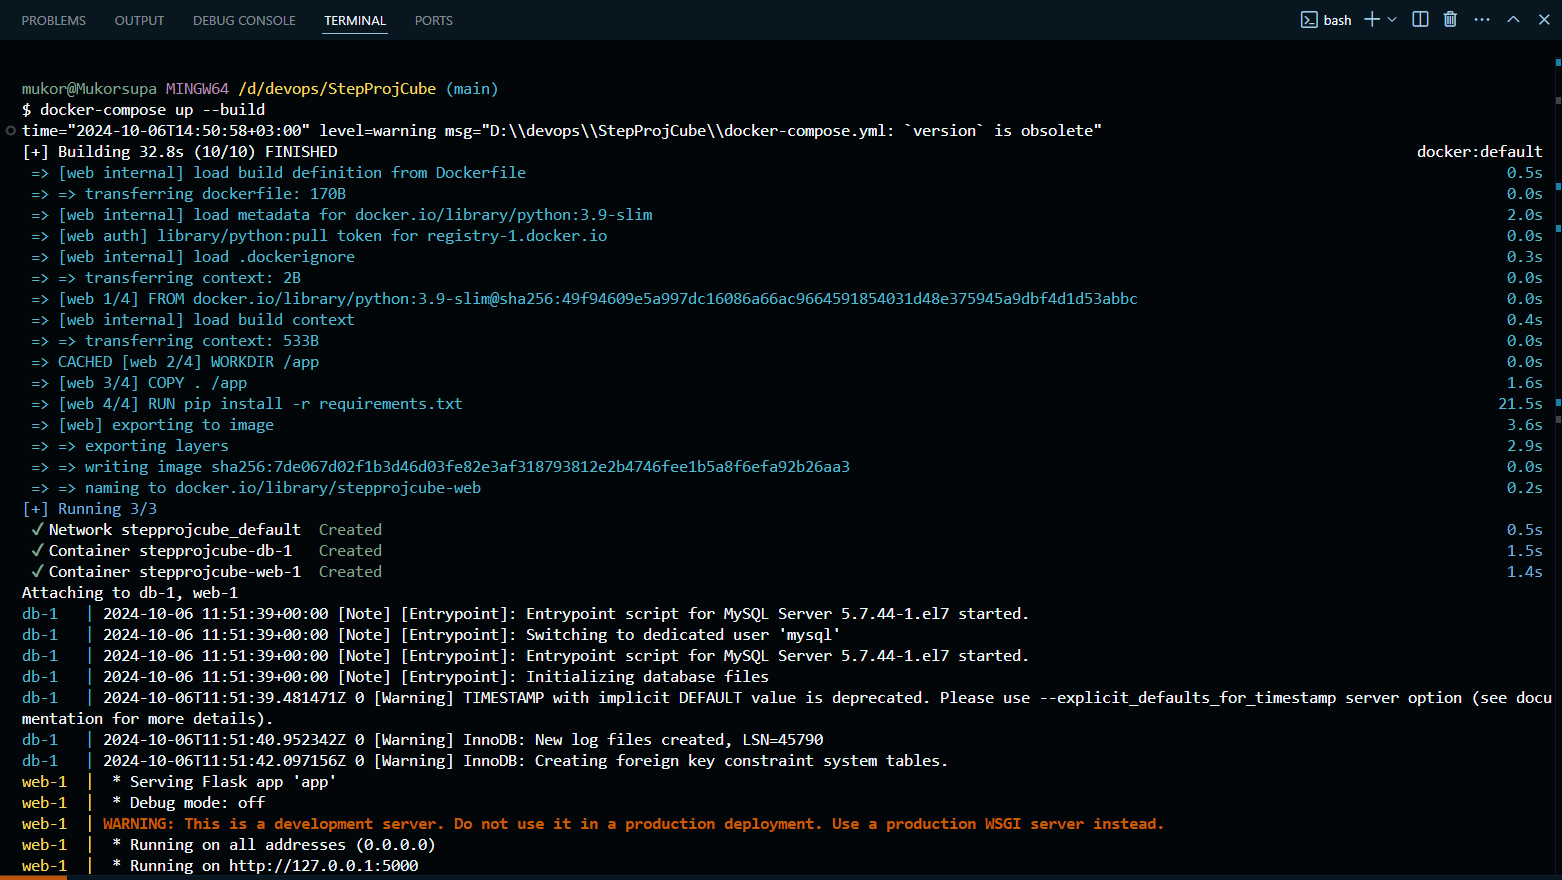 PROBLEMS OUTPUT DEBUG CONSOLE TERMINAL PORTS bash
mukor@Mukorsupa MINGW64 /d/devops/StepProjCube (main)
$ docker-compose up --build
time="2024-10-06T14:50:58+03:00" level=warning msg="D:\\devops\\StepProjCube\\docker-compose.yml: `version` is obsolete"
[+] Building 32.8s (10/10) FINISHED docker:default
=> [web internal] load build definition from Dockerfile 0.5s
=> => transferring dockerfile: 170B 0.0s
=> [web internal] load metadata for docker.io/library/python:3.9-slim 2.0s
=> [web auth] library/python:pull token for registry-1.docker.io 0.0s
=> [web internal] load .dockerignore 0.3s
=> => transferring context: 2B 0.0s
=> [web 1/4] FROM docker.io/library/python:3.9-slim@sha256:49f94609e5a997dc16086a66ac9664591854031d48e375945a9dbf4d1d53abbc 0.0s
=> [web internal] load build context 0.4s
=> => transferring context: 533B 0.0s
=> CACHED [web 2/4] WORKDIR /app 0.0s
=> [web 3/4] COPY . /app 1.6s
=> [web 4/4] RUN pip install -r requirements.txt 21.5s
=> [web] exporting to image 3.6s
=> => exporting layers 2.9s
=> => writing image sha256:7de067d02f1b3d46d03fe82e3af318793812e2b4746fee1b5a8f6efa92b26aa3 0.0s
=> => naming to docker.io/library/stepprojcube-web 0.2s
[+] Running 3/3
✓ Network stepprojcube_default Created 0.5s
✓ Container stepprojcube-db-1 Created 1.5s
✓ Container stepprojcube-web-1 Created 1.4s
Attaching to db-1, web-1
db-1 | 2024-10-06 11:51:39+00:00 [Note] [Entrypoint]: Entrypoint script for MySQL Server 5.7.44-1.el7 started.
db-1 | 2024-10-06 11:51:39+00:00 [Note] [Entrypoint]: Switching to dedicated user 'mysql'
db-1 | 2024-10-06 11:51:39+00:00 [Note] [Entrypoint]: Entrypoint script for MySQL Server 5.7.44-1.el7 started.
db-1 | 2024-10-06 11:51:39+00:00 [Note] [Entrypoint]: Initializing database files
db-1 | 2024-10-06T11:51:39.481471Z 0 [Warning] TIMESTAMP with implicit DEFAULT value is deprecated. Please use --explicit_defaults_for_timestamp server option (see docu
mentation for more details).
db-1 | 2024-10-06T11:51:40.952342Z 0 [Warning] InnoDB: New log files created, LSN=45790
db-1 | 2024-10-06T11:51:42.097156Z 0 [Warning] InnoDB: Creating foreign key constraint system tables.
web-1 | * Serving Flask app 'app'
web-1 | * Debug mode: off
web-1 | WARNING: This is a development server. Do not use it in a production deployment. Use a production WSGI server instead.
web-1 | * Running on all addresses (0.0.0.0)
web-1 | * Running on http://127.0.0.1:5000